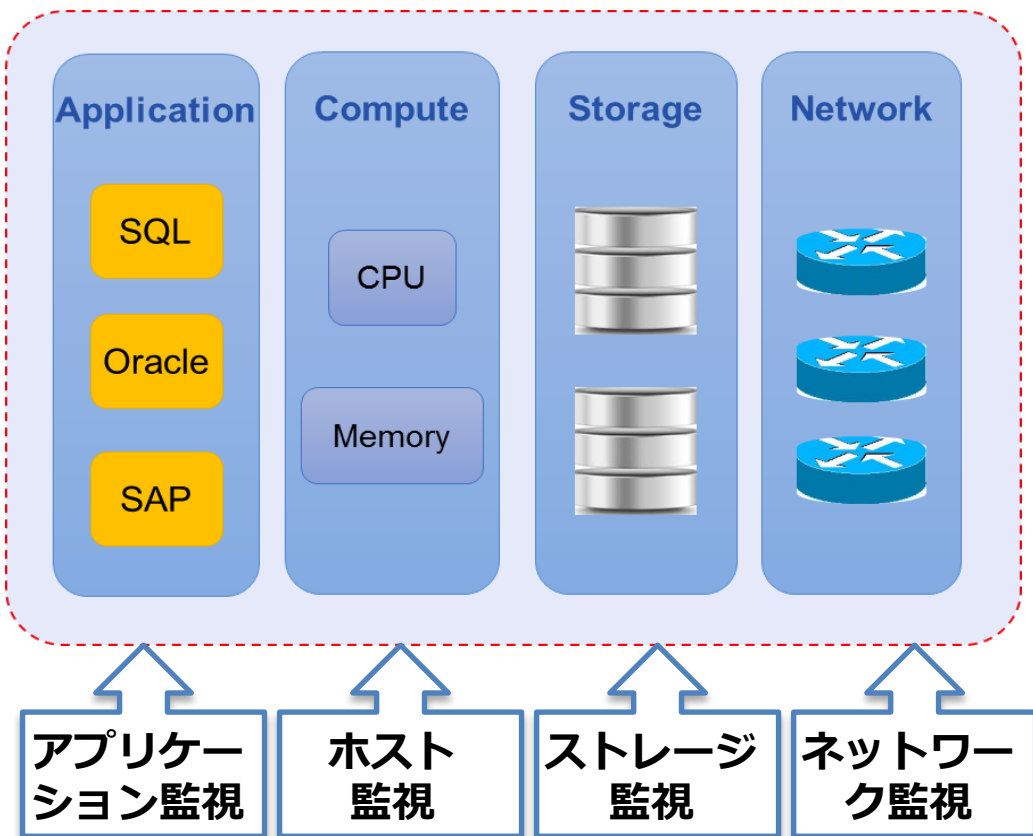 Application
Compute
Storage
Network
SQL
Oracle
SAP
CPU
Memory
アプリケー
ション監視
ホスト
監視
ストレージ
監視
ネットワー
ク監視